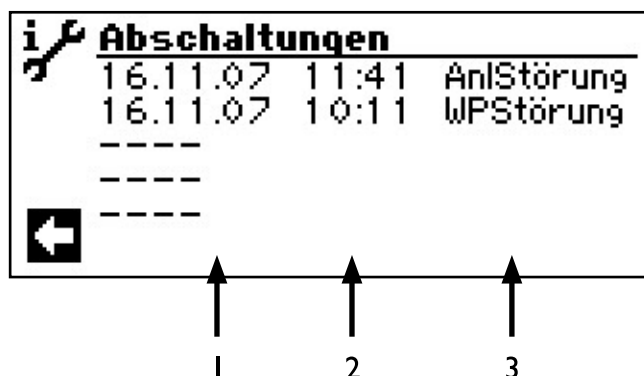 i Abschaltungen
16.11.07 11:41 AnlStörung
16.11.07 10:11 WPStörung
----
----
----
1 2 3